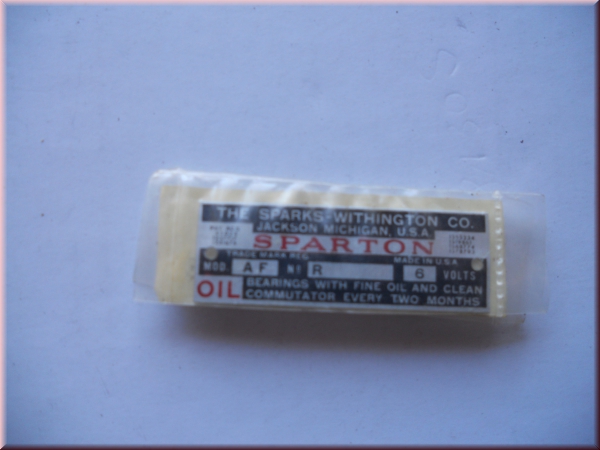 THE SPARKS-WITHINGTON CO.
JACKSON MICHIGAN, U.S.A.
SPARTON
TRADE MARK REG. MADE IN U.S.A.
MOD. AF Nº R 6 VOLTS
OIL BEARINGS WITH FINE OIL AND CLEAN
COMMUTATOR EVERY TWO MONTHS